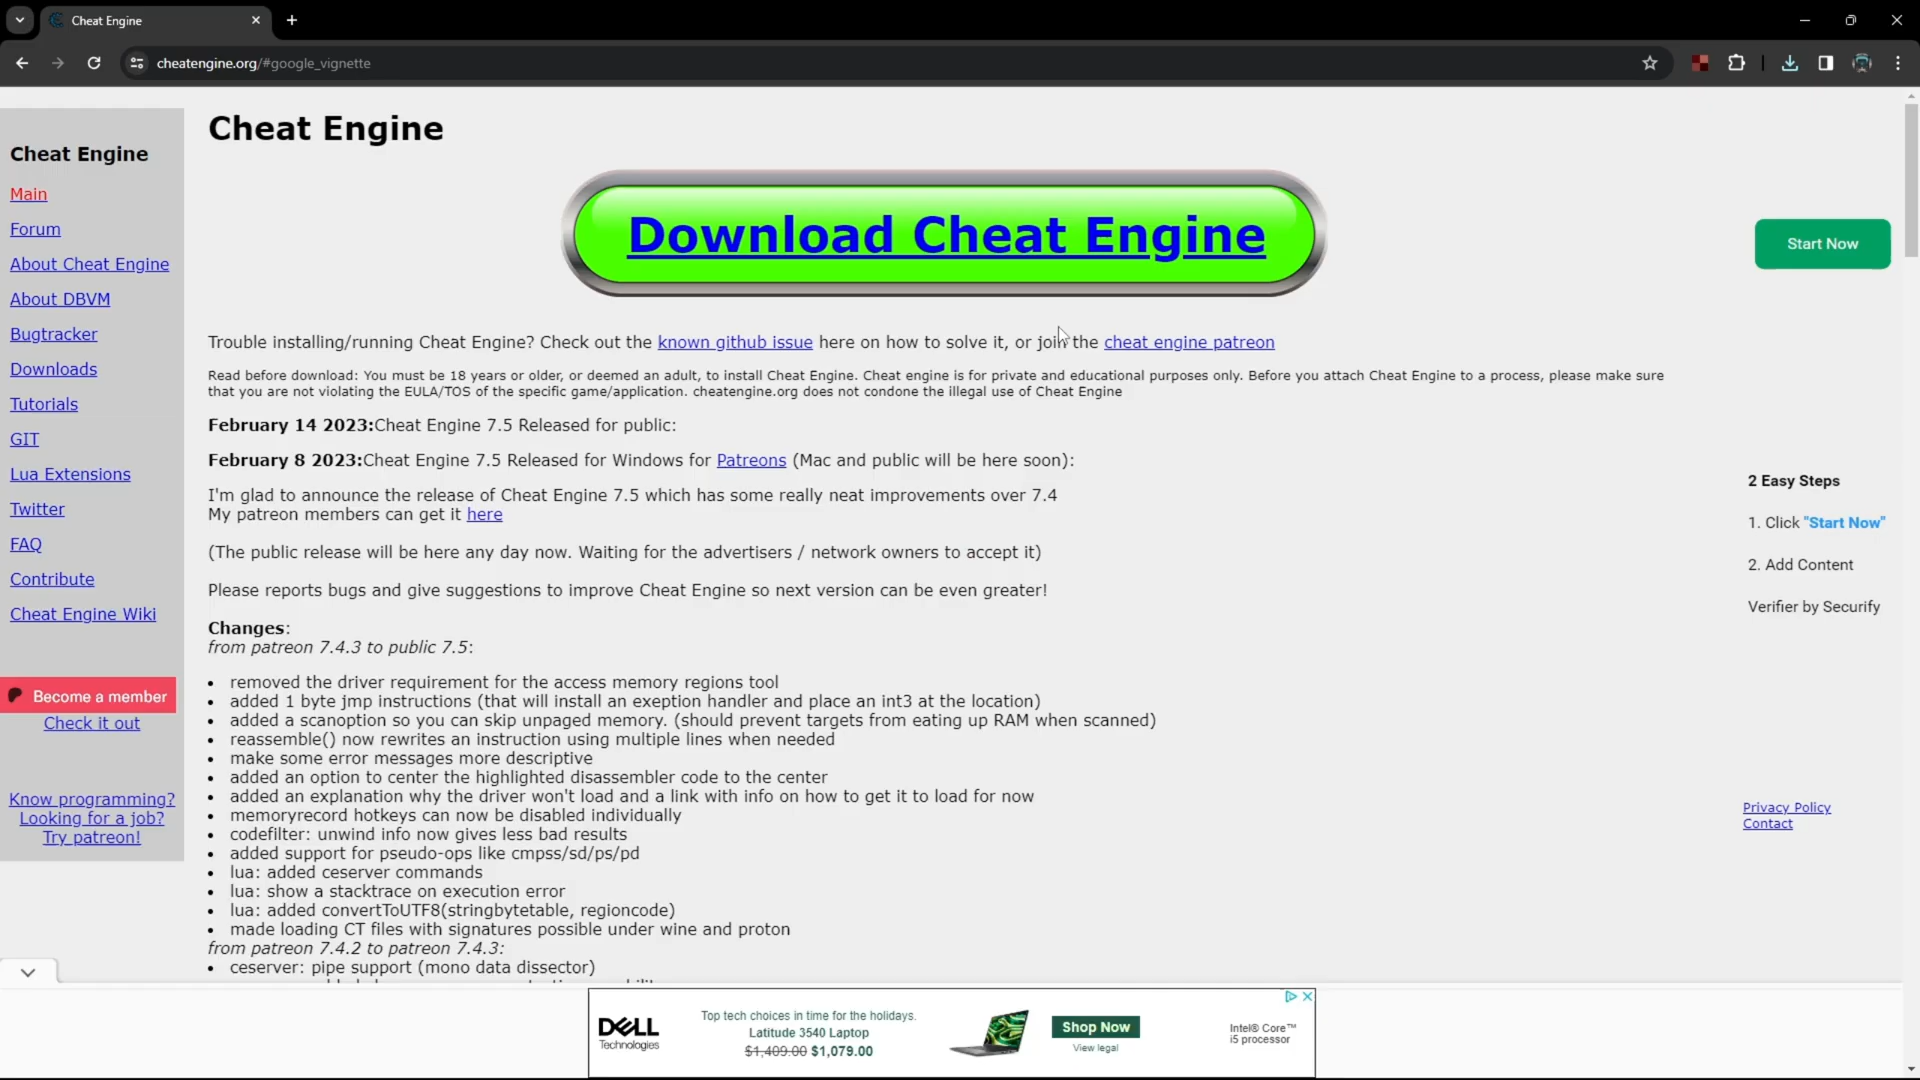 Cheat Engine
cheatengine.org/#google_vignette
Cheat Engine
Main
Forum
About Cheat Engine
About DBVM
Bugtracker
Downloads
Tutorials
GIT
Lua Extensions
Twitter
FAQ
Contribute
Cheat Engine Wiki
Become a member
Check it out
Know programming?
Looking for a job?
Try patreon!
Cheat Engine
Download Cheat Engine
Trouble installing/running Cheat Engine? Check out the known github issue here on how to solve it, or join the cheat engine patreon
Read before download: You must be 18 years or older, or deemed an adult, to install Cheat Engine. Cheat engine is for private and educational purposes only. Before you attach Cheat Engine to a process, please make sure
that you are not violating the EULA/TOS of the specific game/application. cheatengine.org does not condone the illegal use of Cheat Engine
February 14 2023:Cheat Engine 7.5 Released for public:
February 8 2023:Cheat Engine 7.5 Released for Windows for Patreons (Mac and public will be here soon):
I'm glad to announce the release of Cheat Engine 7.5 which has some really neat improvements over 7.4
My patreon members can get it here
(The public release will be here any day now. Waiting for the advertisers / network owners to accept it)
Please reports bugs and give suggestions to improve Cheat Engine so next version can be even greater!
Changes:
from patreon 7.4.3 to public 7.5:
• removed the driver requirement for the access memory regions tool
• added 1 byte jmp instructions (that will install an exeption handler and place an int3 at the location)
• added a scanoption so you can skip unpaged memory. (should prevent targets from eating up RAM when scanned)
• reassemble() now rewrites an instruction using multiple lines when needed
• make some error messages more descriptive
• added an option to center the highlighted disassembler code to the center
• added an explanation why the driver won't load and a link with info on how to get it to load for now
• memoryrecord hotkeys can now be disabled individually
• codefilter: unwind info now gives less bad results
• added support for pseudo-ops like cmpss/sd/ps/pd
• lua: added ceserver commands
• lua: show a stacktrace on execution error
• lua: added convertToUTF8(stringbytetable, regioncode)
• made loading CT files with signatures possible under wine and proton
from patreon 7.4.2 to patreon 7.4.3:
• ceserver: pipe support (mono data dissector)
Start Now
2 Easy Steps
1. Click "Start Now"
2. Add Content
Verifier by Securify
Privacy Policy
Contact
DELL
Technologies
Top tech choices in time for the holidays.
Latitude 3540 Laptop
$1,409.00 $1,079.00
Shop Now
View legal
Intel® Core™
i5 processor